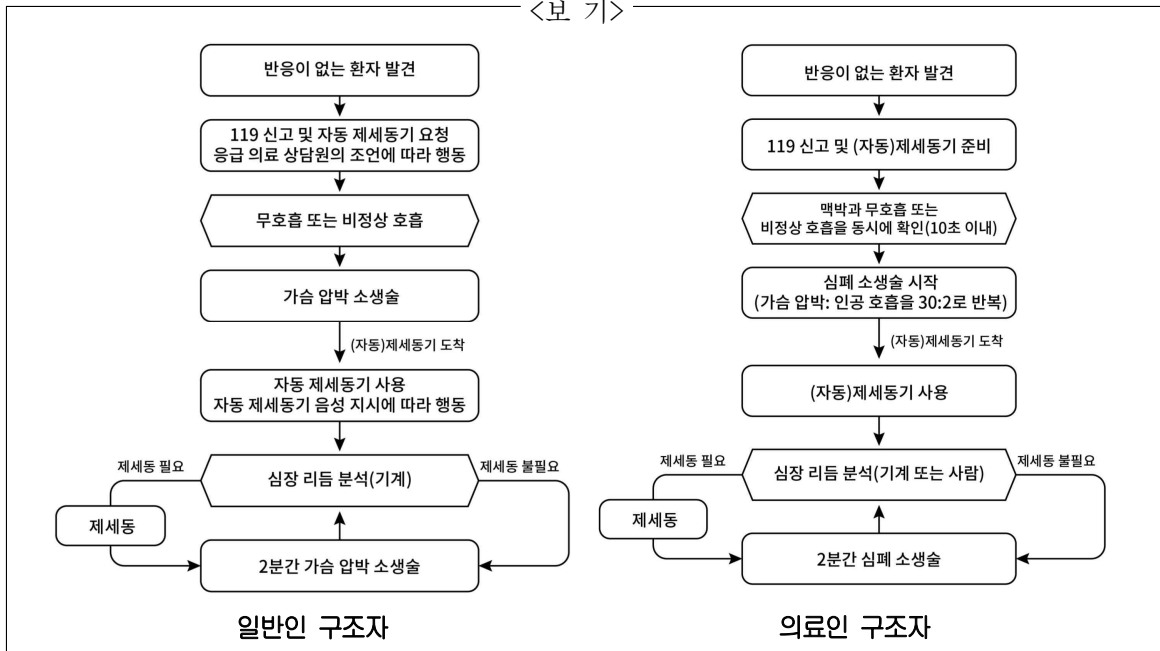 <보 기>
반응이 없는 환자 발견
119 신고 및 자동 제세동기 요청
응급 의료 상담원의 조언에 따라 행동
무호흡 또는 비정상 호흡
가슴 압박 소생술
(자동)제세동기 도착
자동 제세동기 사용
자동 제세동기 음성 지시에 따라 행동
제세동 필요
심장 리듬 분석(기계)
제세동 불필요
제세동
2분간 가슴 압박 소생술
일반인 구조자
반응이 없는 환자 발견
119 신고 및 (자동)제세동기 준비
맥박과 무호흡 또는
비정상 호흡을 동시에 확인(10초 이내)
심폐 소생술 시작
(가슴 압박: 인공 호흡을 30:2로 반복)
(자동)제세동기 도착
(자동)제세동기 사용
제세동 필요
심장 리듬 분석(기계 또는 사람)
제세동 불필요
제세동
2분간 심폐 소생술
의료인 구조자